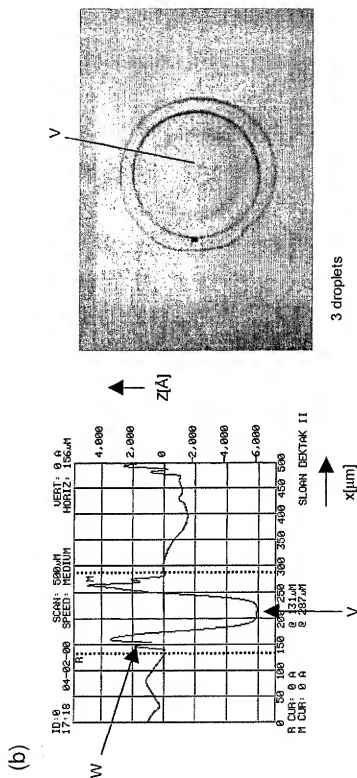 (b)
ID:0 SCAN: 500µM VERT: 0 A
17:18 04-02-00 SPEED: MEDIUM HORIZ: 156µM
R M
W
4,000
2,000
0
-2,000
-4,000
-6,000
Z[Å]
0 50 100 150 200 250 300 350 400 450 500
R CUR: 0 A @ 131µM SLOAN DEKTAK II
M CUR: 0 A @ 287µM
V
x[µm]
V
3 droplets